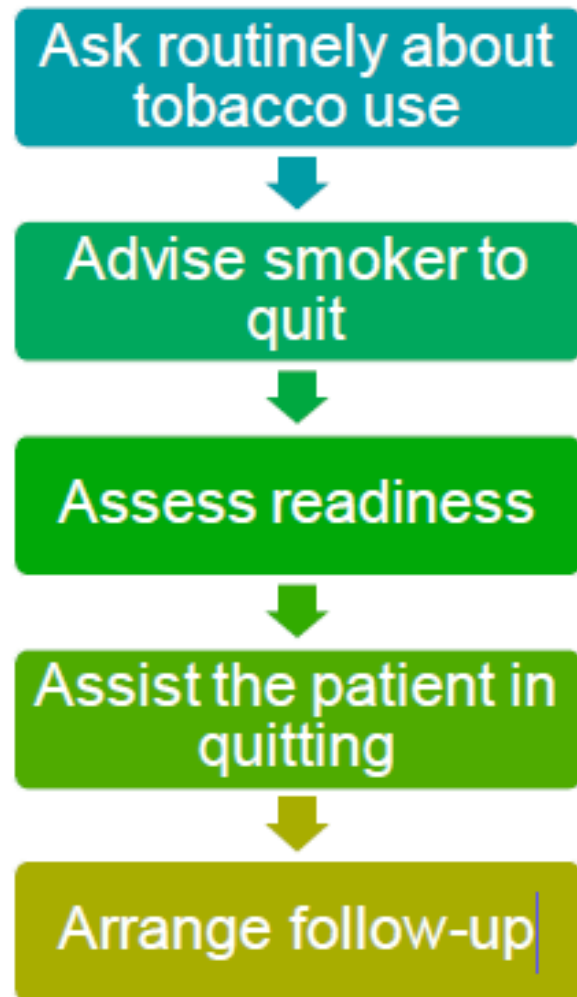 Ask routinely about
tobacco use
Advise smoker to
quit
Assess readiness
Assist the patient in
quitting
Arrange follow-up